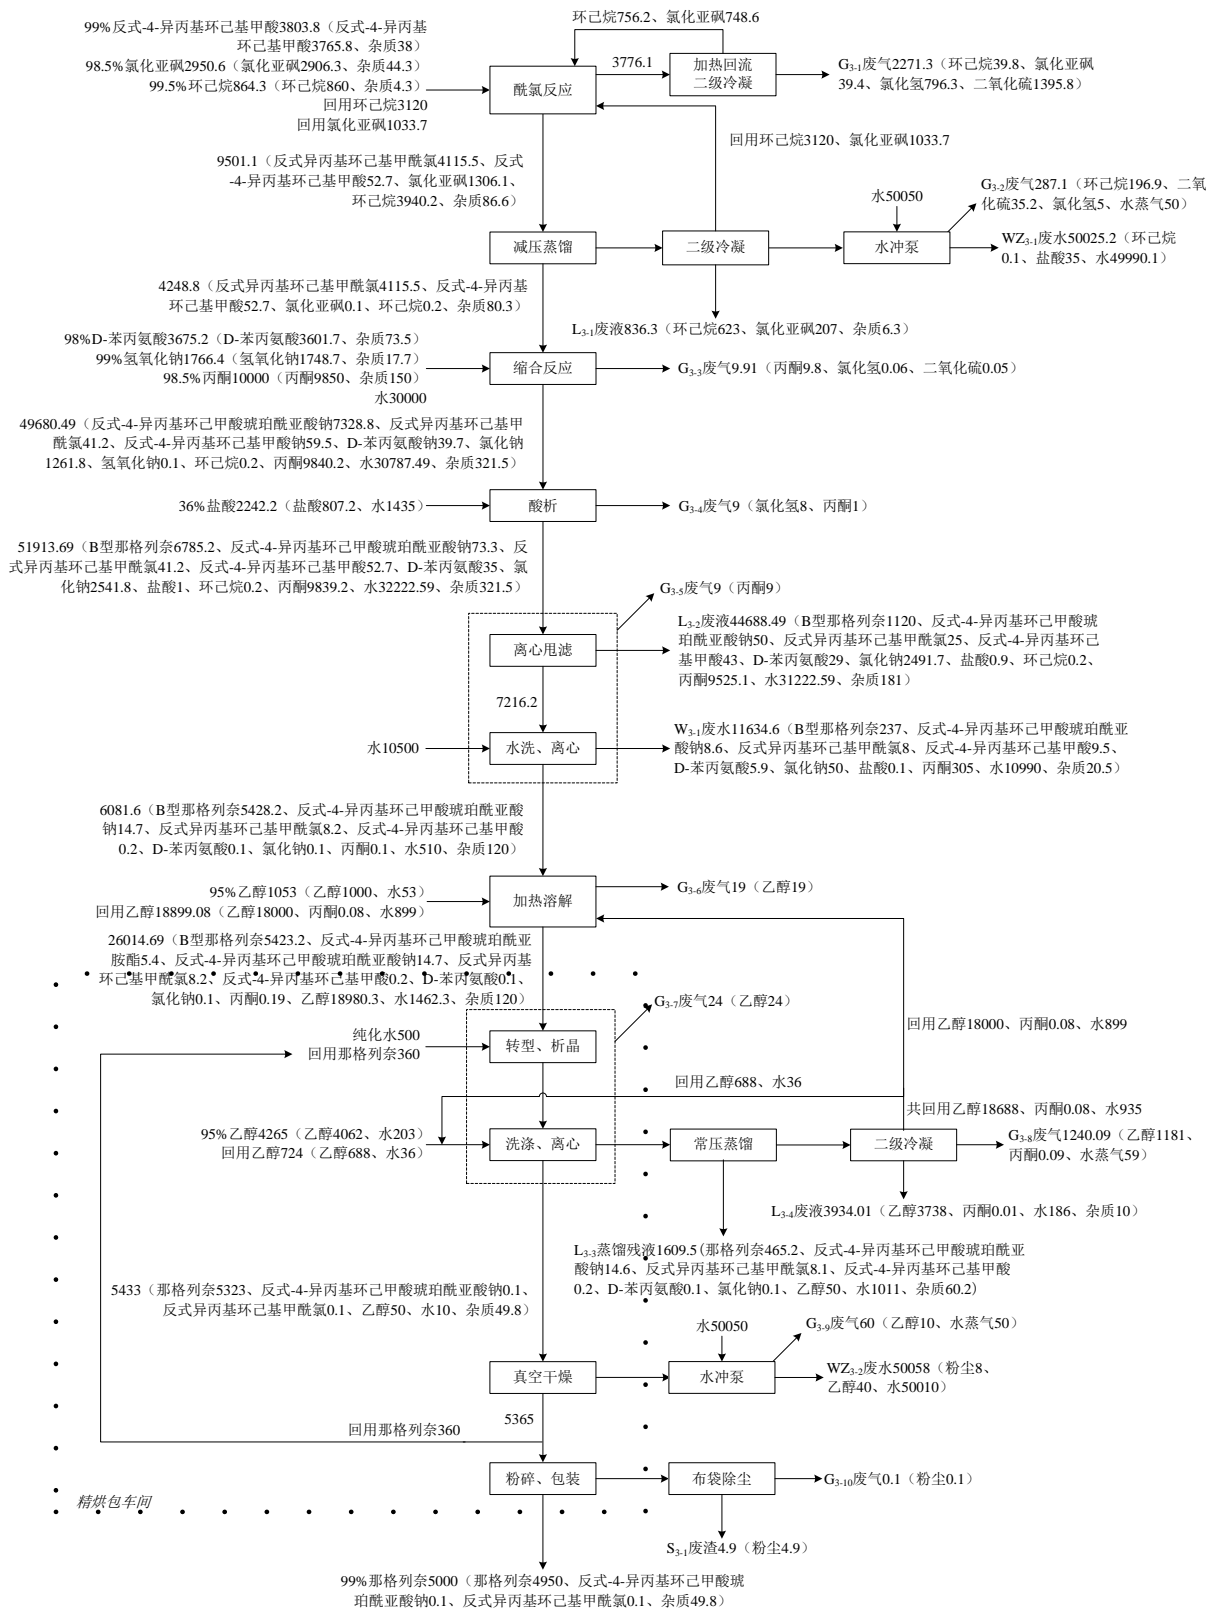 环己烷756.2、氯化亚砜748.6
99%反式-4-异丙基环己基甲酸3803.8（反式-4-异丙基
环己基甲酸3765.8、杂质38）
98.5%氯化亚砜2950.6（氯化亚砜2906.3、杂质44.3）
99.5%环己烷864.3（环己烷860、杂质4.3）
回用环己烷3120
回用氯化亚砜1033.7
酰氯反应
3776.1
加热回流
二级冷凝
G3-1废气2271.3（环己烷39.8、氯化亚砜
39.4、氯化氢796.3、二氧化硫1395.8）
回用环己烷3120、氯化亚砜1033.7
9501.1（反式异丙基环己基甲酰氯4115.5、反式
-4-异丙基环己基甲酸52.7、氯化亚砜1306.1、
环己烷3940.2、杂质86.6）
水50050
G3-2废气287.1（环己烷196.9、二氧
化硫35.2、氯化氢5、水蒸气50）
减压蒸馏
二级冷凝
水冲泵
WZ3-1废水50025.2（环己烷
0.1、盐酸35、水49990.1）
4248.8（反式异丙基环己基甲酰氯4115.5、反式-4-异丙基
环己基甲酸52.7、氯化亚砜0.1、环己烷0.2、杂质80.3）
L3-1废液836.3（环己烷623、氯化亚砜207、杂质6.3）
98%D-苯丙氨酸3675.2（D-苯丙氨酸3601.7、杂质73.5）
99%氢氧化钠1766.4（氢氧化钠1748.7、杂质17.7）
98.5%丙酮10000（丙酮9850、杂质150）
水30000
缩合反应
G3-3废气9.91（丙酮9.8、氯化氢0.06、二氧化硫0.05）
49680.49（反式-4-异丙基环己甲酸琥珀酰亚酸钠7328.8、反式异丙基环己基甲
酰氯41.2、反式-4-异丙基环己基甲酸钠59.5、D-苯丙氨酸钠39.7、氯化钠
1261.8、氢氧化钠0.1、环己烷0.2、丙酮9840.2、水30787.49、杂质321.5）
36%盐酸2242.2（盐酸807.2、水1435）
酸析
G3-4废气9（氯化氢8、丙酮1）
51913.69（B型那格列奈6785.2、反式-4-异丙基环己甲酸琥珀酰亚酸钠73.3、反
式异丙基环己基甲酰氯41.2、反式-4-异丙基环己基甲酸52.7、D-苯丙氨酸35、氯
化钠2541.8、盐酸1、环己烷0.2、丙酮9839.2、水32222.59、杂质321.5）
G3-5废气9（丙酮9）
离心甩滤
L3-2废液44688.49（B型那格列奈1120、反式-4-异丙基环己甲酸琥
珀酰亚酸钠50、反式异丙基环己基甲酰氯25、反式-4-异丙基环己
基甲酸43、D-苯丙氨酸29、氯化钠2491.7、盐酸0.9、环己烷0.2、
丙酮9525.1、水31222.59、杂质181）
7216.2
水10500
水洗、离心
W3-1废水11634.6（B型那格列奈237、反式-4-异丙基环己甲酸琥珀酰亚
酸钠8.6、反式异丙基环己基甲酰氯8、反式-4-异丙基环己基甲酸9.5、
D-苯丙氨酸5.9、氯化钠50、盐酸0.1、丙酮305、水10990、杂质20.5）
6081.6（B型那格列奈5428.2、反式-4-异丙基环己甲酸琥珀酰亚酸
钠14.7、反式异丙基环己基甲酰氯8.2、反式-4-异丙基环己基甲酸
0.2、D-苯丙氨酸0.1、氯化钠0.1、丙酮0.1、水510、杂质120）
95%乙醇1053（乙醇1000、水53）
回用乙醇18899.08（乙醇18000、丙酮0.08、水899）
加热溶解
G3-6废气19（乙醇19）
26014.69（B型那格列奈5423.2、反式-4-异丙基环己甲酸琥珀酰亚
胺酯5.4、反式-4-异丙基环己甲酸琥珀酰亚酸钠14.7、反式异丙基
环己基甲酰氯8.2、反式-4-异丙基环己基甲酸0.2、D-苯丙氨酸0.1、
氯化钠0.1、丙酮0.19、乙醇18980.3、水1462.3、杂质120）
G3-7废气24（乙醇24）
纯化水500
回用那格列奈360
转型、析晶
回用乙醇18000、丙酮0.08、水899
回用乙醇688、水36
共回用乙醇18688、丙酮0.08、水935
95%乙醇4265（乙醇4062、水203）
回用乙醇724（乙醇688、水36）
洗涤、离心
常压蒸馏
二级冷凝
G3-8废气1240.09（乙醇1181、
丙酮0.09、水蒸气59）
L3-4废液3934.01（乙醇3738、丙酮0.01、水186、杂质10）
L3-3蒸馏残液1609.5(那格列奈465.2、反式-4-异丙基环己甲酸琥珀酰亚
酸钠14.6、反式异丙基环己基甲酰氯8.1、反式-4-异丙基环己基甲酸
0.2、D-苯丙氨酸0.1、氯化钠0.1、乙醇50、水1011、杂质60.2)
5433（那格列奈5323、反式-4-异丙基环己甲酸琥珀酰亚酸钠0.1、
反式异丙基环己基甲酰氯0.1、乙醇50、水10、杂质49.8）
水50050
G3-9废气60（乙醇10、水蒸气50）
真空干燥
水冲泵
WZ3-2废水50058（粉尘8、
乙醇40、水50010）
5365
回用那格列奈360
粉碎、包装
布袋除尘
G3-10废气0.1（粉尘0.1）
精烘包车间
S3-1废渣4.9（粉尘4.9）
99%那格列奈5000（那格列奈4950、反式-4-异丙基环己甲酸琥
珀酰亚酸钠0.1、反式异丙基环己基甲酰氯0.1、杂质49.8）